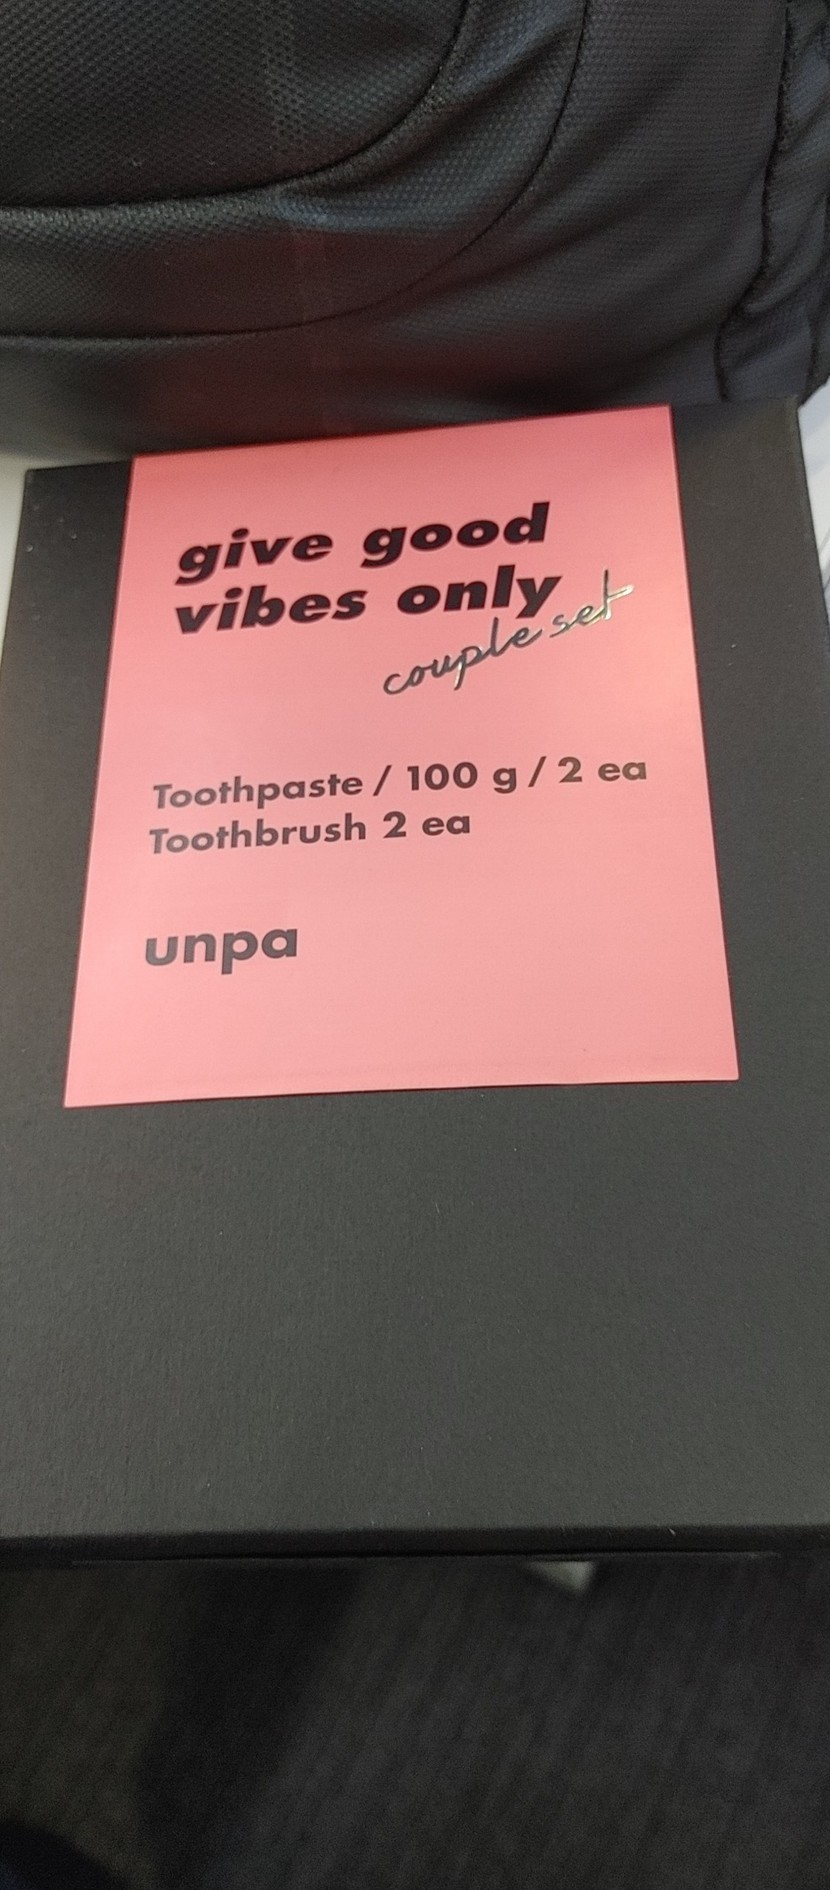 give good
vibes only
couple set
Toothpaste / 100 g / 2 ea
Toothbrush 2 ea
unpa